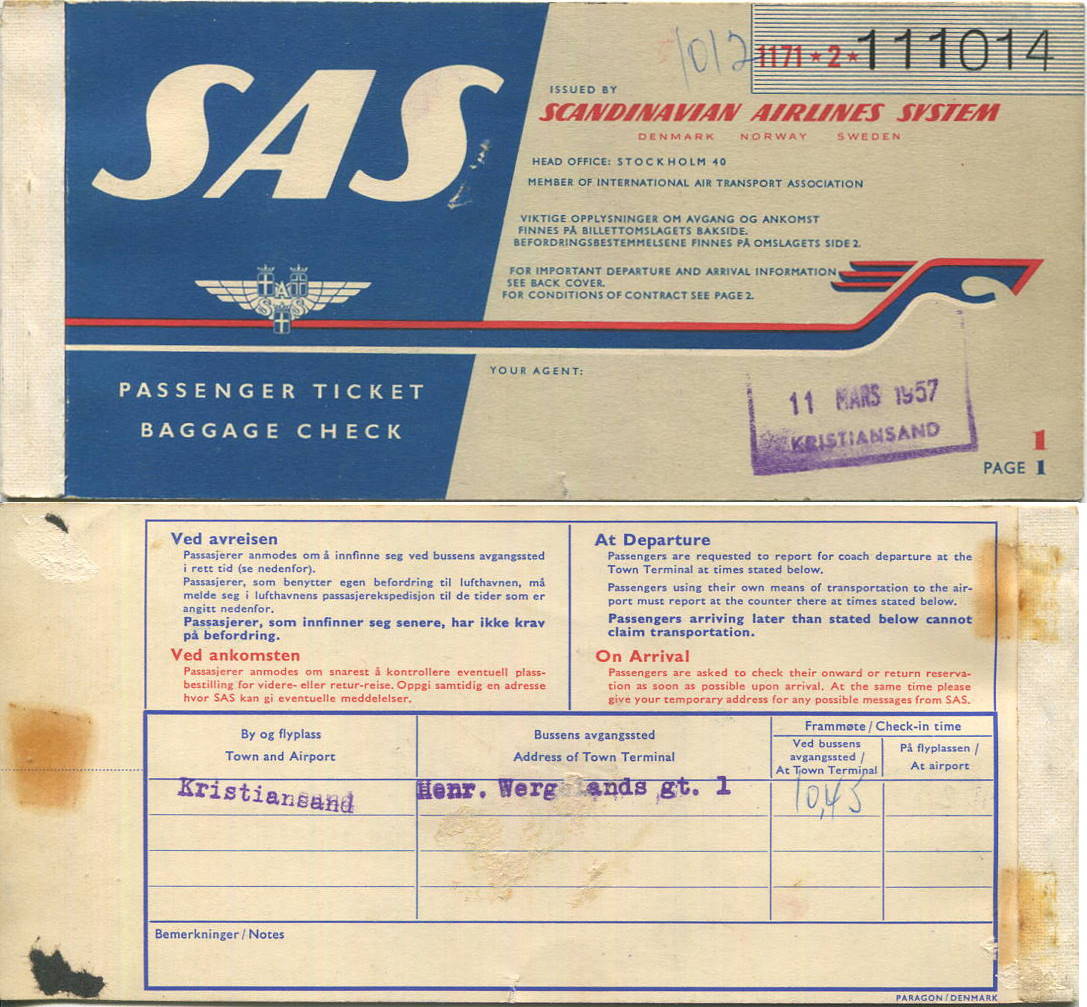 SAS
1012
1171★2★111014
ISSUED BY
SCANDINAVIAN AIRLINES SYSTEM
DENMARK NORWAY SWEDEN
HEAD OFFICE: STOCKHOLM 40
MEMBER OF INTERNATIONAL AIR TRANSPORT ASSOCIATION
VIKTIGE OPPLYSNINGER OM AVGANG OG ANKOMST
FINNES PÅ BILLETTOMSLAGETS BAKSIDE.
BEFORDRINGSBESTEMMELSENE FINNES PÅ OMSLAGETS SIDE 2.
FOR IMPORTANT DEPARTURE AND ARRIVAL INFORMATION
SEE BACK COVER.
FOR CONDITIONS OF CONTRACT SEE PAGE 2.
SAS
PASSENGER TICKET
BAGGAGE CHECK
YOUR AGENT:
11 MARS 1957
KRISTIANSAND
1
PAGE 1
Ved avreisen
Passasjerer anmodes om å innfinne seg ved bussens avgangssted
i rett tid (se nedenfor).
Passasjerer, som benytter egen befordring til lufthavnen, må
melde seg i lufthavnens passasjerekspedisjon til de tider som er
angitt nedenfor.
Passasjerer, som innfinner seg senere, har ikke krav
på befordring.
Ved ankomsten
Passasjerer anmodes om snarest å kontrollere eventuell plass-
bestilling for videre- eller retur-reise. Oppgi samtidig en adresse
hvor SAS kan gi eventuelle meddelelser.
At Departure
Passengers are requested to report for coach departure at the
Town Terminal at times stated below.
Passengers using their own means of transportation to the air-
port must report at the counter there at times stated below.
Passengers arriving later than stated below cannot
claim transportation.
On Arrival
Passengers are asked to check their onward or return reserva-
tion as soon as possible upon arrival. At the same time please
give your temporary address for any possible messages from SAS.
By og flyplass
Town and Airport
Bussens avgangssted
Address of Town Terminal
Frammøte / Check-in time
Ved bussens
avgangssted /
At Town Terminal
På flyplassen /
At airport
Kristiansand
Henr. Werg ands gt. 1
10,45
Bemerkninger / Notes
PARAGON / DENMARK